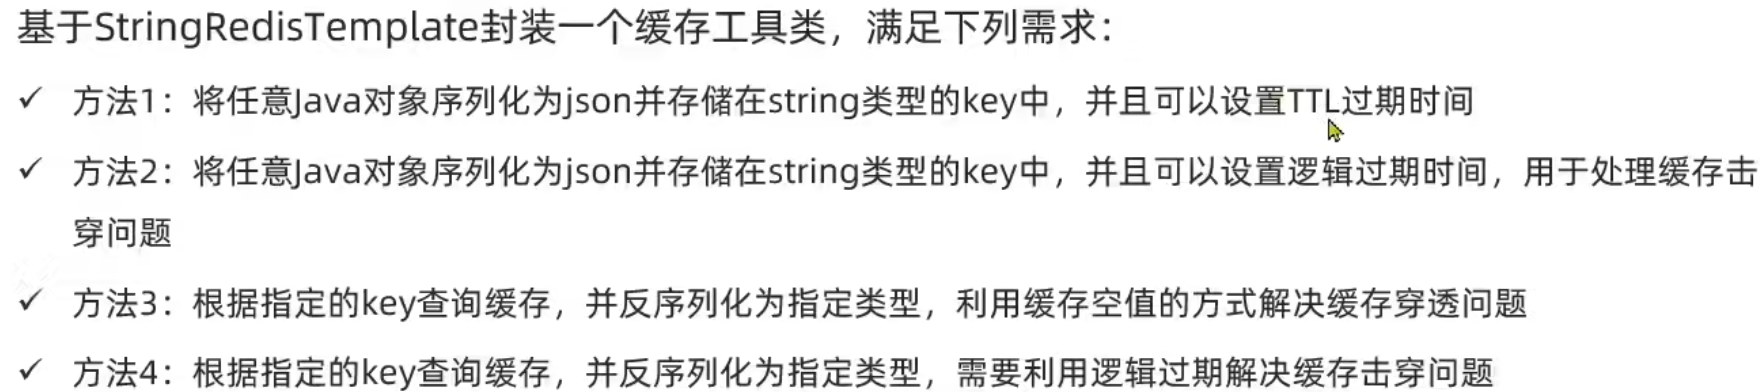 基于StringRedisTemplate封装一个缓存工具类，满足下列需求：
✓ 方法1：将任意Java对象序列化为json并存储在string类型的key中，并且可以设置TTL过期时间
✓ 方法2：将任意Java对象序列化为json并存储在string类型的key中，并且可以设置逻辑过期时间，用于处理缓存击
穿问题
✓ 方法3：根据指定的key查询缓存，并反序列化为指定类型，利用缓存空值的方式解决缓存穿透问题
✓ 方法4：根据指定的key查询缓存，并反序列化为指定类型，需要利用逻辑过期解决缓存击穿问题